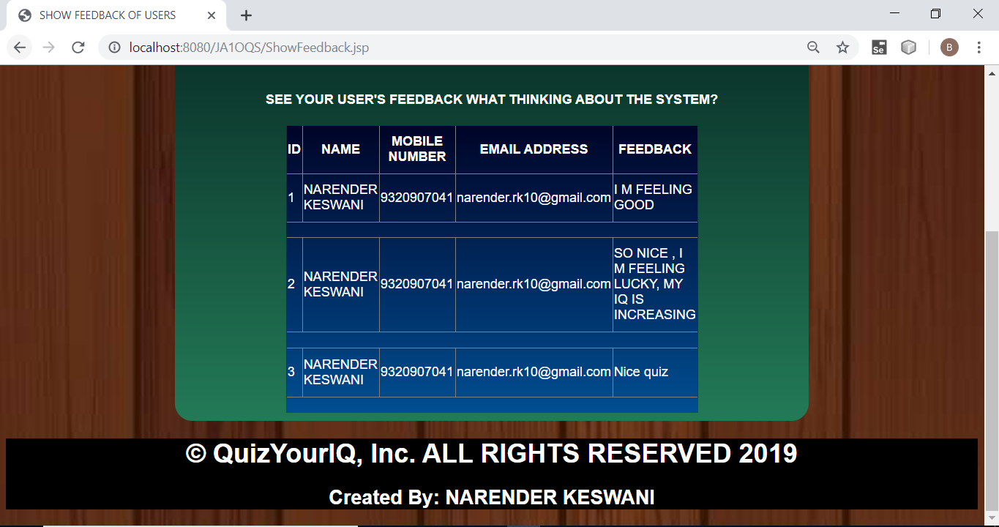 SHOW FEEDBACK OF USERS
localhost:8080/JA1OQS/ShowFeedback.jsp
Se
B
SEE YOUR USER'S FEEDBACK WHAT THINKING ABOUT THE SYSTEM?
ID NAME MOBILE NUMBER EMAIL ADDRESS FEEDBACK
1 NARENDER KESWANI 9320907041 narender.rk10@gmail.com I M FEELING GOOD
2 NARENDER KESWANI 9320907041 narender.rk10@gmail.com SO NICE , I M FEELING LUCKY, MY IQ IS INCREASING
3 NARENDER KESWANI 9320907041 narender.rk10@gmail.com Nice quiz
© QuizYourIQ, Inc. ALL RIGHTS RESERVED 2019
Created By: NARENDER KESWANI